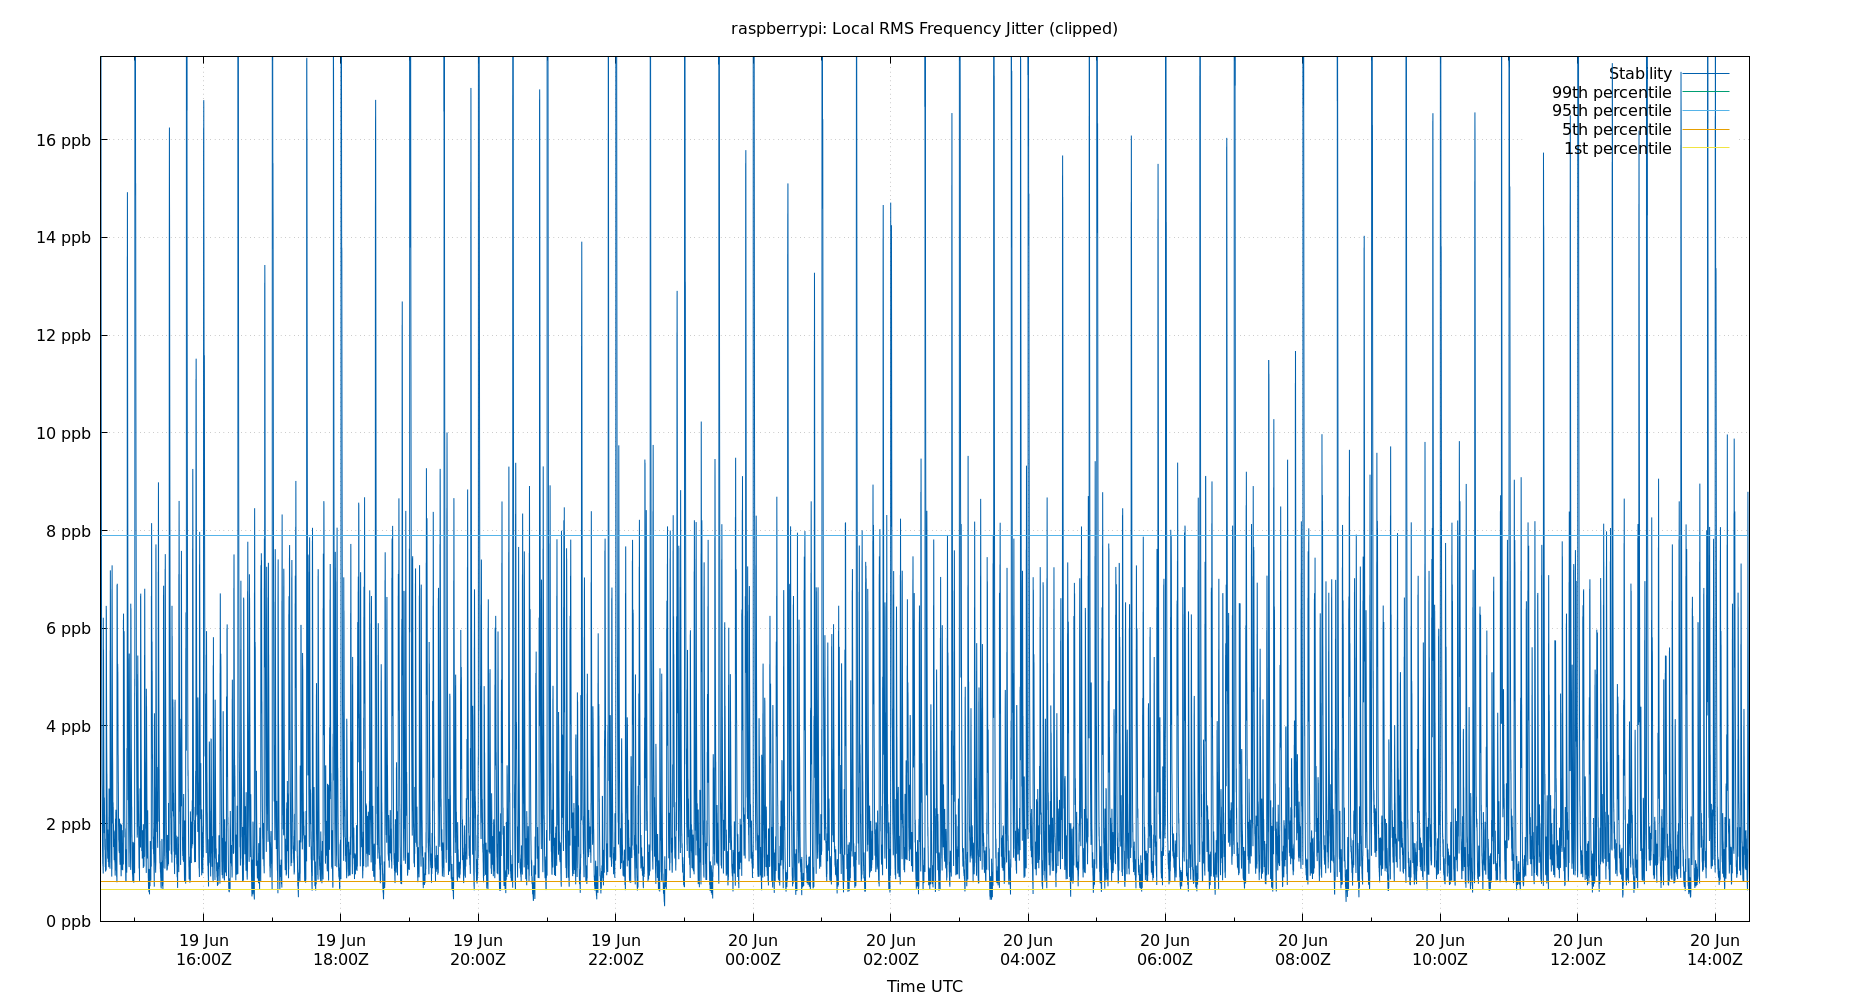 raspberrypi: Local RMS Frequency Jitter (clipped)
Stability
99th percentile
95th percentile
5th percentile
1st percentile
16 ppb
14 ppb
12 ppb
10 ppb
8 ppb
6 ppb
4 ppb
2 ppb
0 ppb
19 Jun 19 Jun 19 Jun 19 Jun 20 Jun 20 Jun 20 Jun 20 Jun 20 Jun 20 Jun 20 Jun 20 Jun
16:00Z 18:00Z 20:00Z 22:00Z 00:00Z 02:00Z 04:00Z 06:00Z 08:00Z 10:00Z 12:00Z 14:00Z
Time UTC